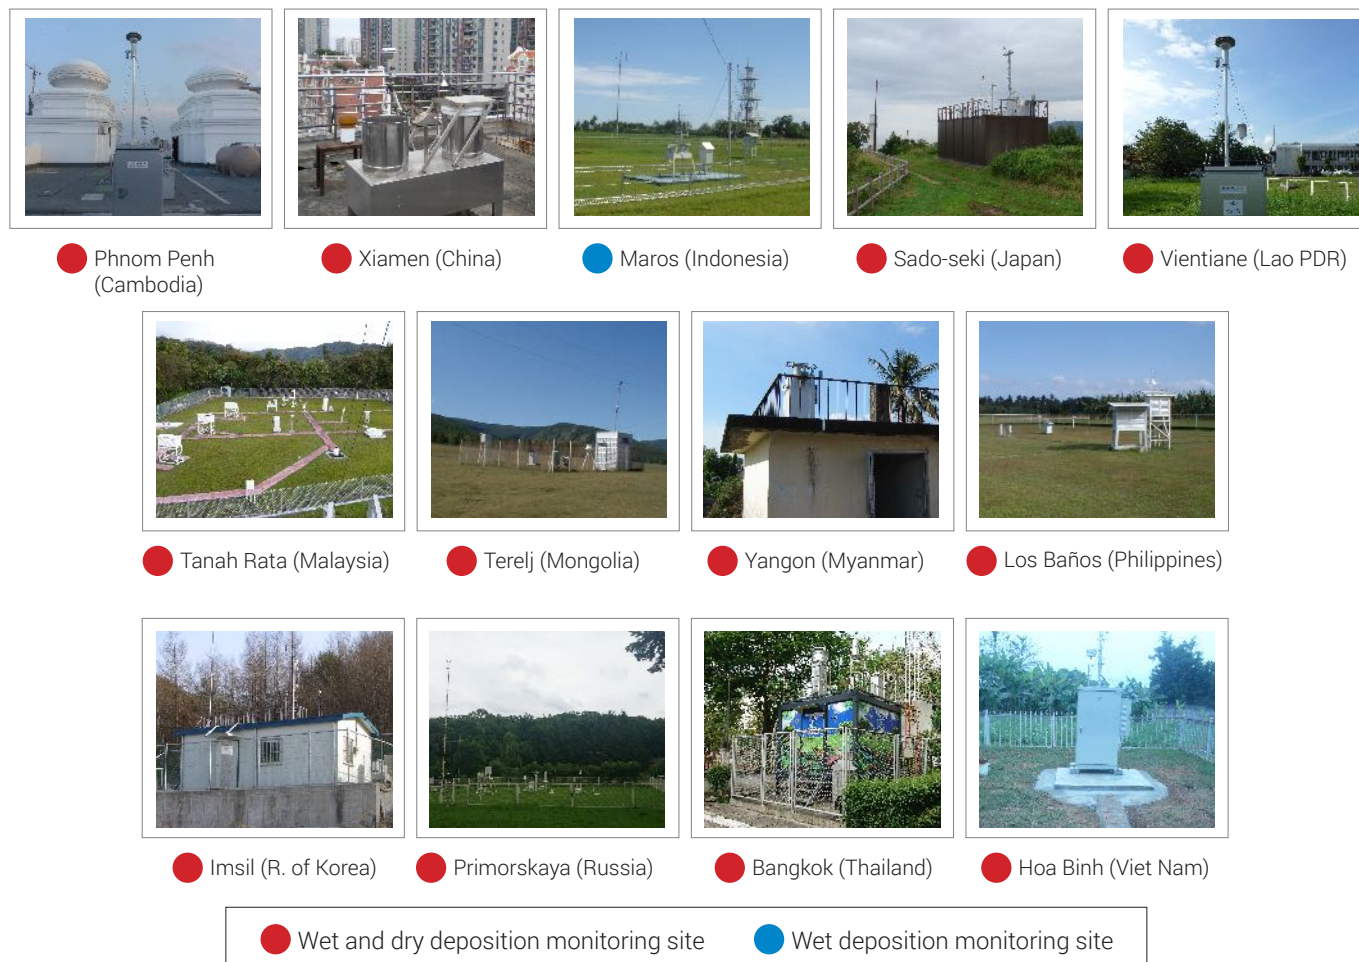 Phnom Penh
(Cambodia)
Xiamen (China)
Maros (Indonesia)
Sado-seki (Japan)
Vientiane (Lao PDR)
Tanah Rata (Malaysia)
Terelj (Mongolia)
Yangon (Myanmar)
Los Baños (Philippines)
Imsil (R. of Korea)
Primorskaya (Russia)
Bangkok (Thailand)
Hoa Binh (Viet Nam)
Wet and dry deposition monitoring site
Wet deposition monitoring site